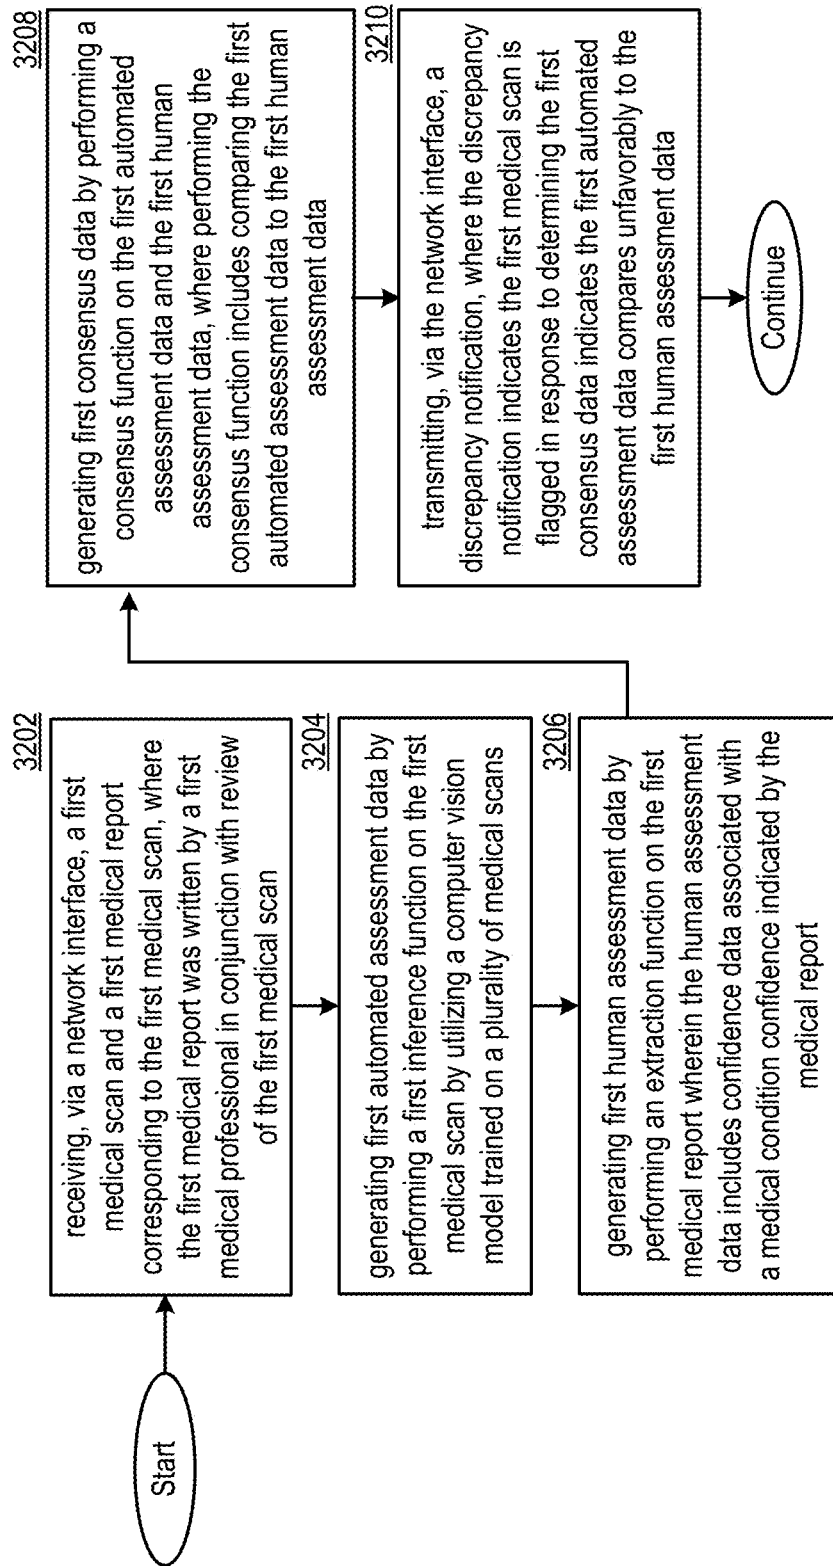 Start
3202
receiving, via a network interface, a first
medical scan and a first medical report
corresponding to the first medical scan, where
the first medical report was written by a first
medical professional in conjunction with review
of the first medical scan
3204
generating first automated assessment data by
performing a first inference function on the first
medical scan by utilizing a computer vision
model trained on a plurality of medical scans
3206
generating first human assessment data by
performing an extraction function on the first
medical report wherein the human assessment
data includes confidence data associated with
a medical condition confidence indicated by the
medical report
3208
generating first consensus data by performing a
consensus function on the first automated
assessment data and the first human
assessment data, where performing the
consensus function includes comparing the first
automated assessment data to the first human
assessment data
3210
transmitting, via the network interface, a
discrepancy notification, where the discrepancy
notification indicates the first medical scan is
flagged in response to determining the first
consensus data indicates the first automated
assessment data compares unfavorably to the
first human assessment data
Continue